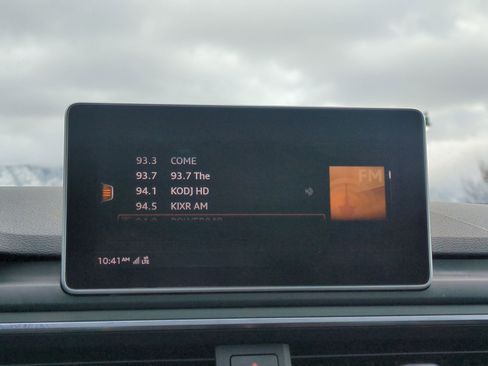 93.3 COME
93.7 93.7 The
94.1 KODJ HD
94.5 KIXR AM
FM
10:41 AM LTE